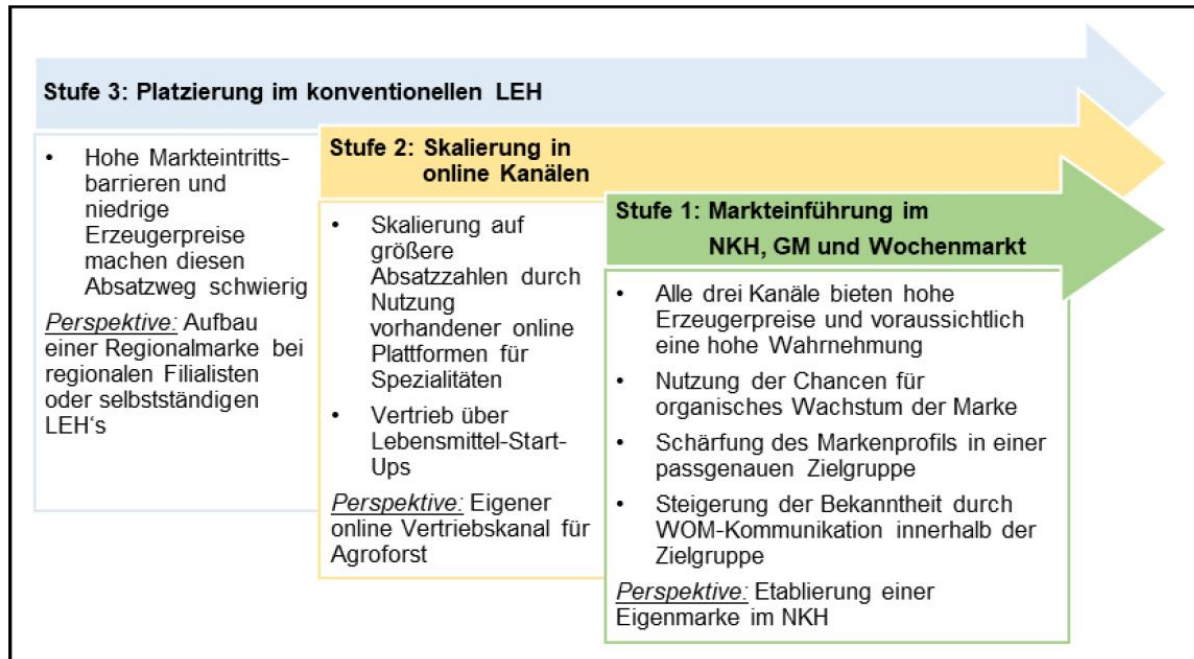 Stufe 3: Platzierung im konventionellen LEH
• Hohe Markteintritts-
barrieren und
niedrige
Erzeugerpreise
machen diesen
Absatzweg schwierig
Perspektive: Aufbau
einer Regionalmarke bei
regionalen Filialisten
oder selbstständigen
LEH's
Stufe 2: Skalierung in
online Kanälen
• Skalierung auf
größere
Absatzzahlen durch
Nutzung
vorhandener online
Plattformen für
Spezialitäten
• Vertrieb über
Lebensmittel-Start-
Ups
Perspektive: Eigener
online Vertriebskanal für
Agroforst
Stufe 1: Markteinführung im
NKH, GM und Wochenmarkt
• Alle drei Kanäle bieten hohe
Erzeugerpreise und voraussichtlich
eine hohe Wahrnehmung
• Nutzung der Chancen für
organisches Wachstum der Marke
• Schärfung des Markenprofils in einer
passgenauen Zielgruppe
• Steigerung der Bekanntheit durch
WOM-Kommunikation innerhalb der
Zielgruppe
Perspektive: Etablierung einer
Eigenmarke im NKH